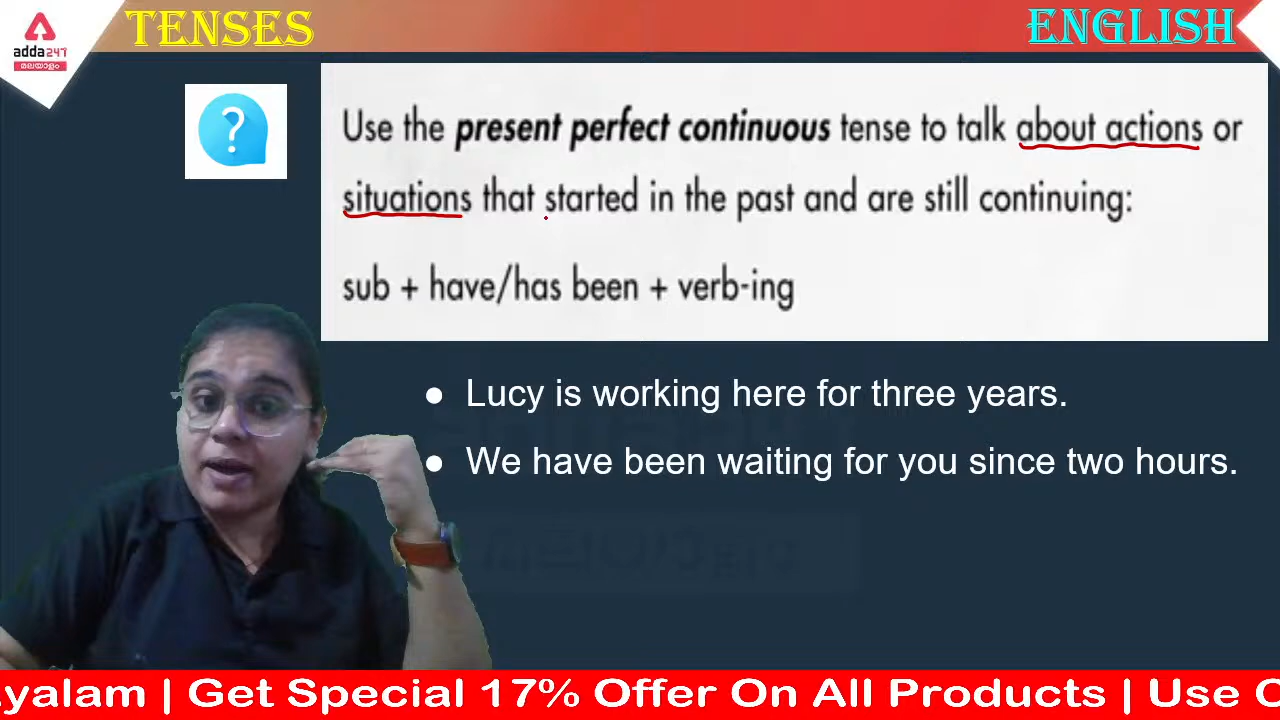 TENSES
ENGLISH
adda247
മലയാളം
?
Use the present perfect continuous tense to talk about actions or
situations that started in the past and are still continuing:
sub + have/has been + verb-ing
● Lucy is working here for three years.
● We have been waiting for you since two hours.
ayalam | Get Special 17% Offer On All Products | Use C